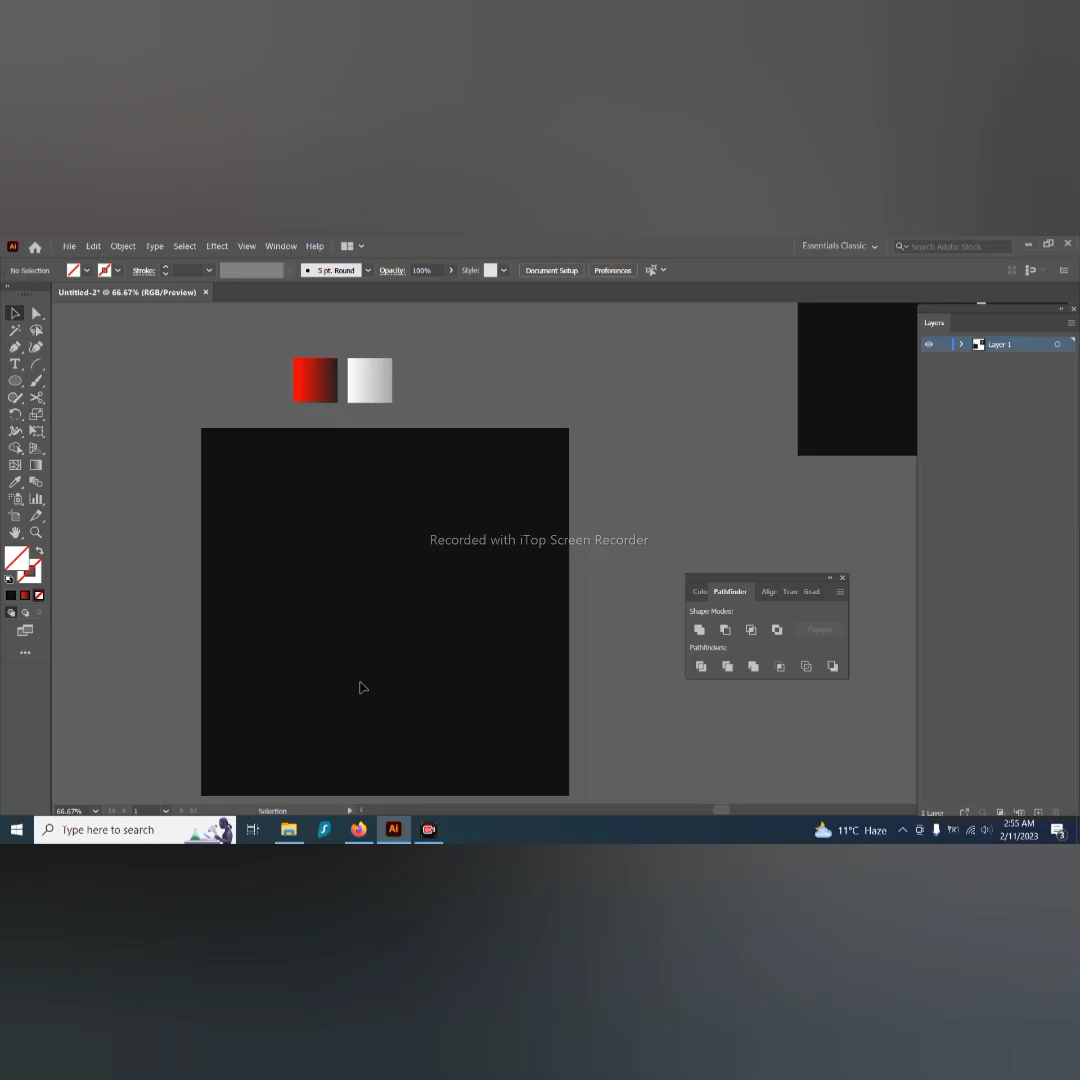 Ai
File Edit Object Type Select Effect View Window Help
Essentials Classic
Search Adobe Stock
No Selection
Stroke:
5 pt. Round
Opacity: 100%
Style:
Document Setup
Preferences
Untitled-2* @ 66.67% (RGB/Preview) ×
Layers
Layer 1
Recorded with iTop Screen Recorder
Colo Pathfinder Align Tran Grad
Shape Modes:
Expand
Pathfinders:
66.67%
1
Selection
1 Layer
Type here to search
Ai
11°C Haze
2:55 AM
2/11/2023
3